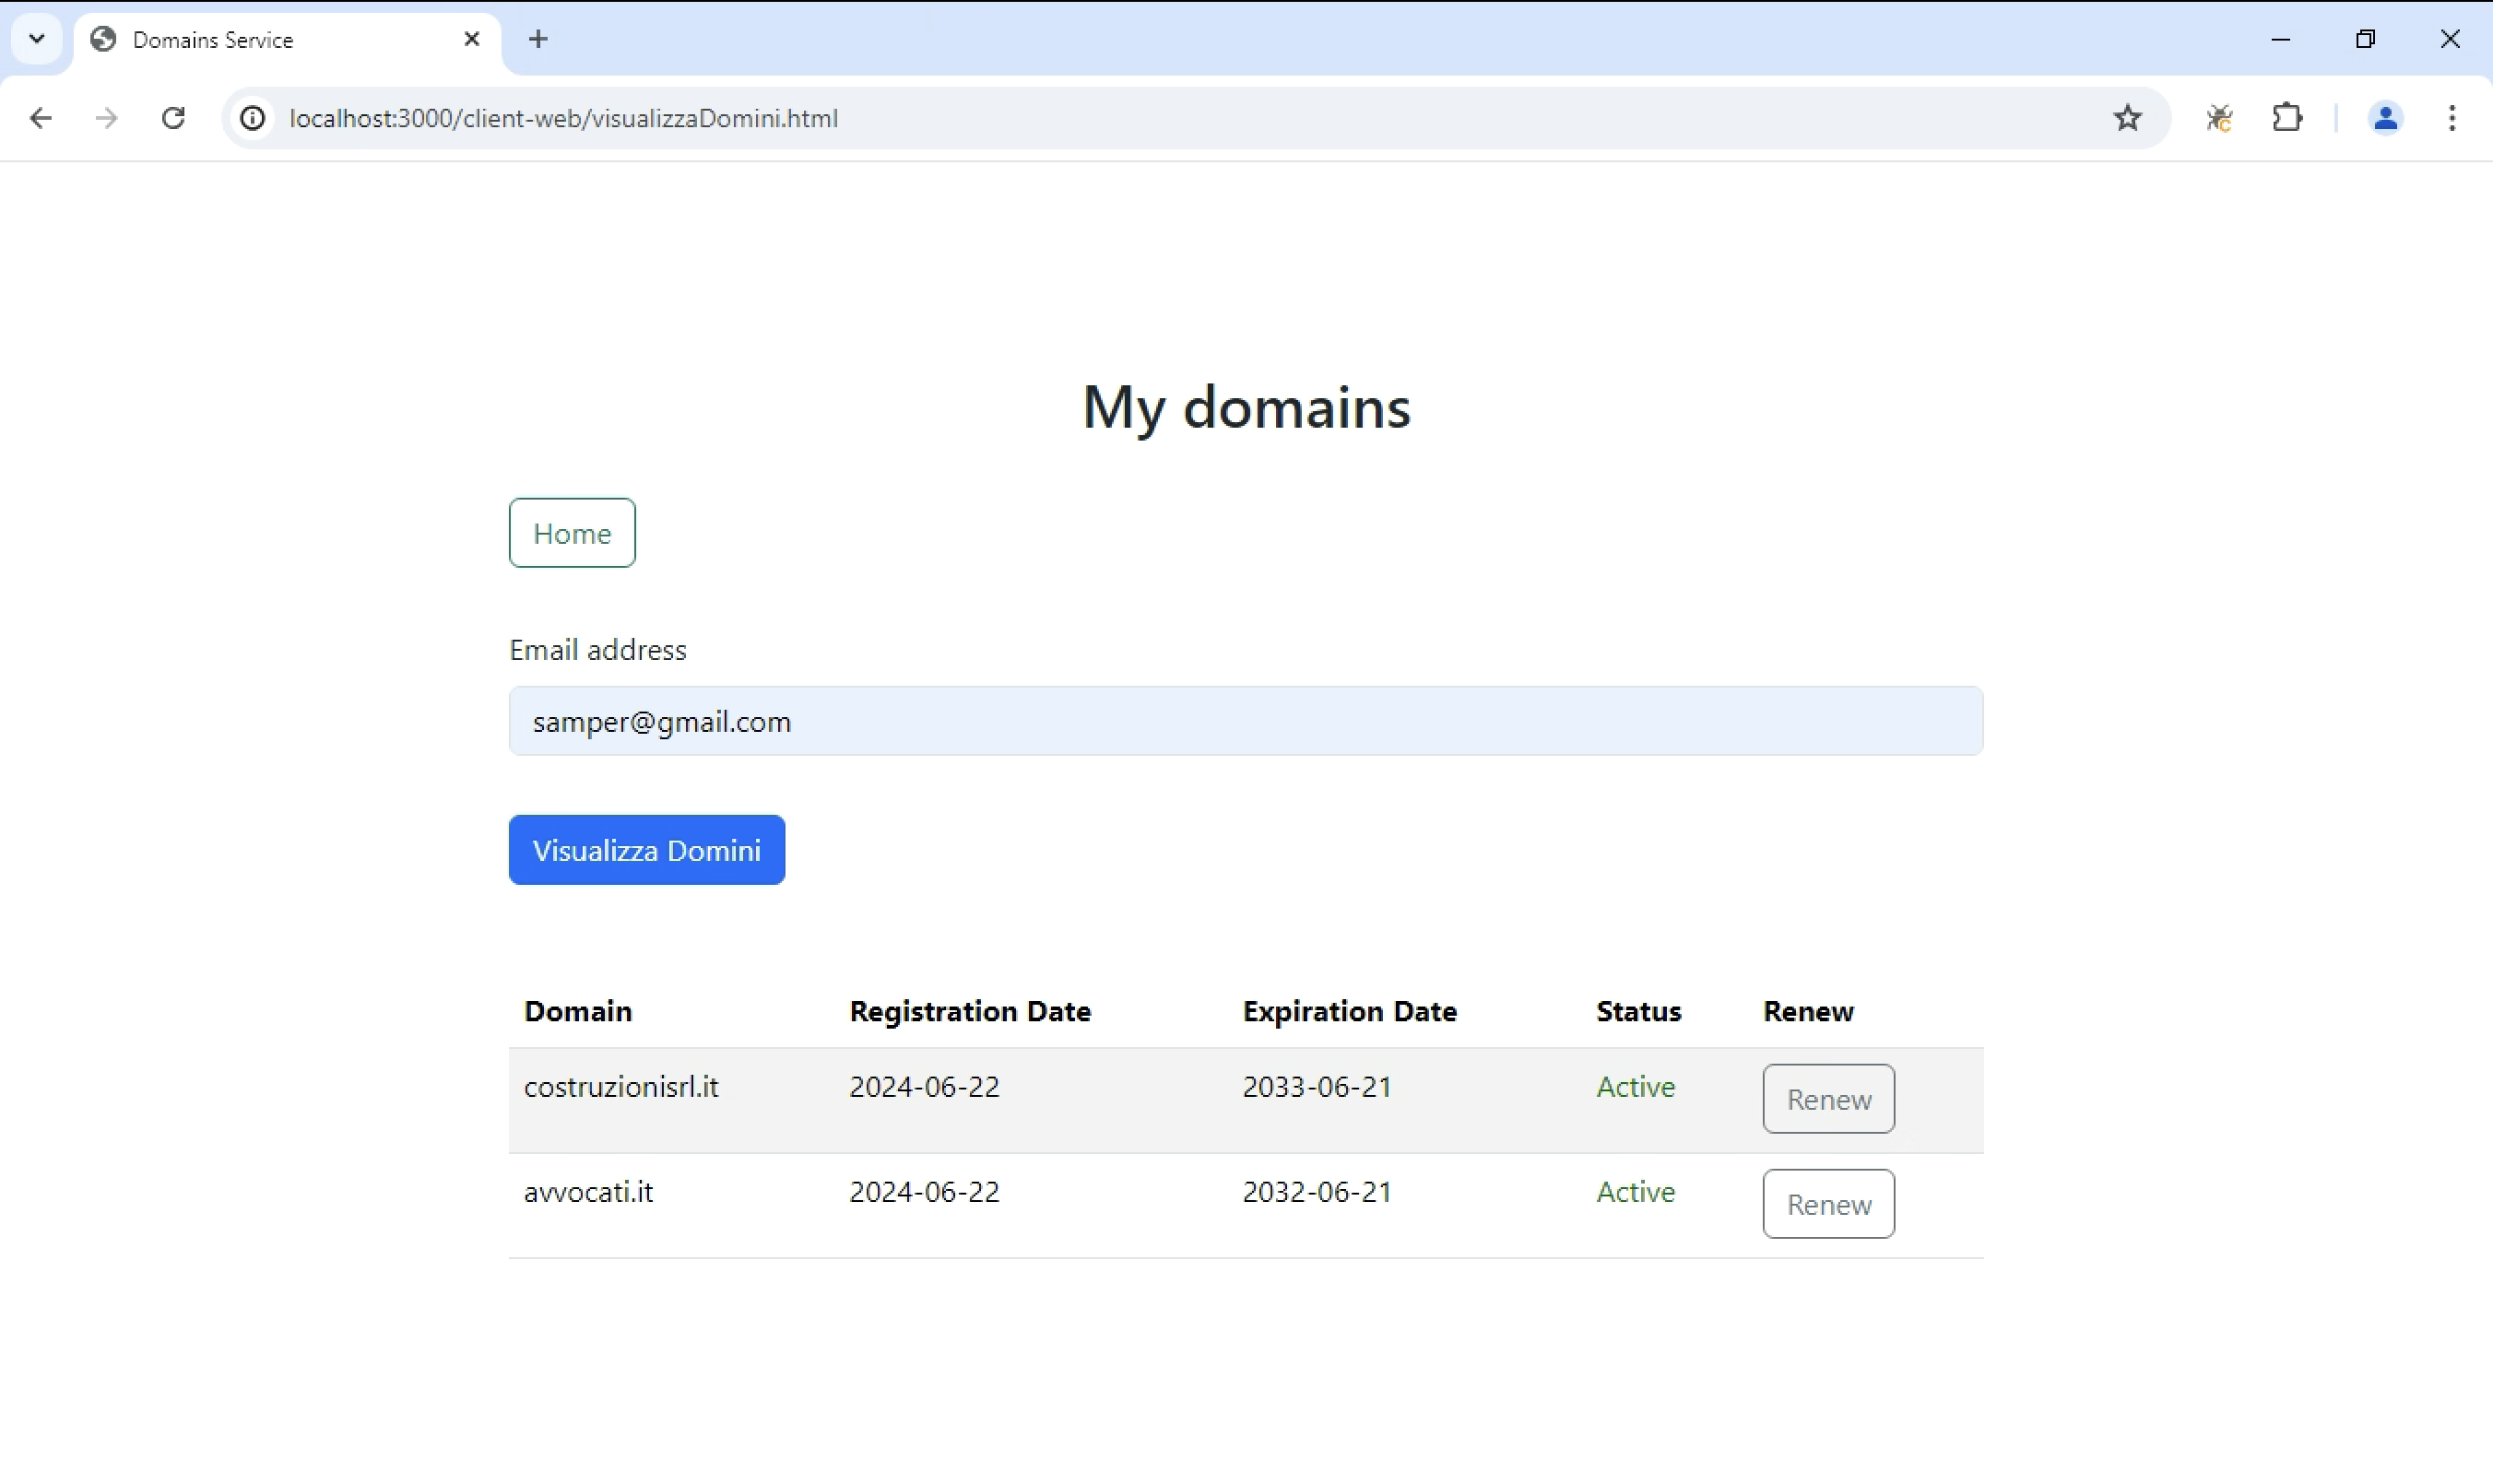 Domains Service
localhost:3000/client-web/visualizzaDomini.html
My domains
Home
Email address
samper@gmail.com
Visualizza Domini
Domain Registration Date Expiration Date Status Renew
costruzionisrl.it 2024-06-22 2033-06-21 Active Renew
avvocati.it 2024-06-22 2032-06-21 Active Renew